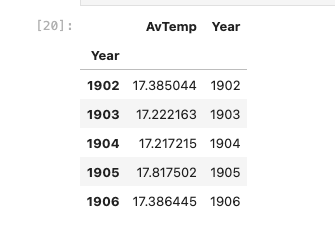 [20]: AvTemp Year
Year
1902 17.385044 1902
1903 17.222163 1903
1904 17.217215 1904
1905 17.817502 1905
1906 17.386445 1906